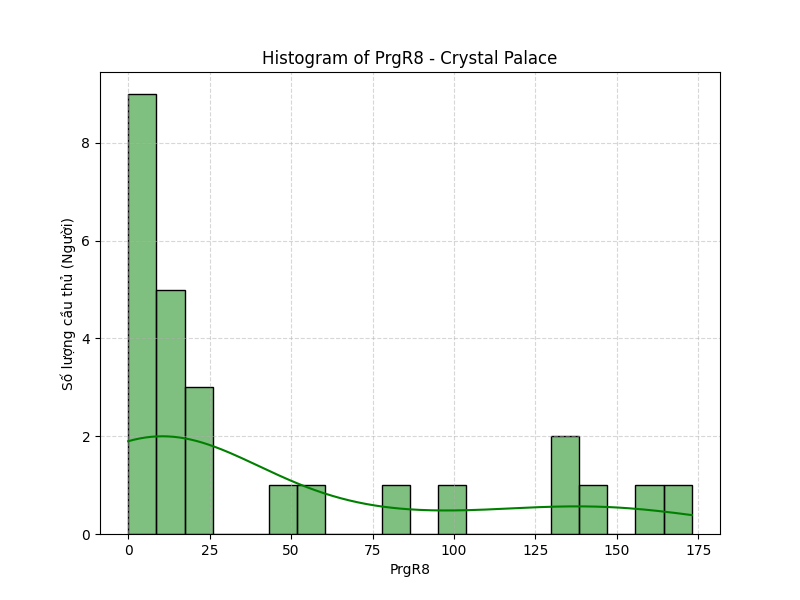 Histogram of PrgR8 - Crystal Palace
8
6
4
2
0
Số lượng cầu thủ (Người)
0 25 50 75 100 125 150 175
PrgR8